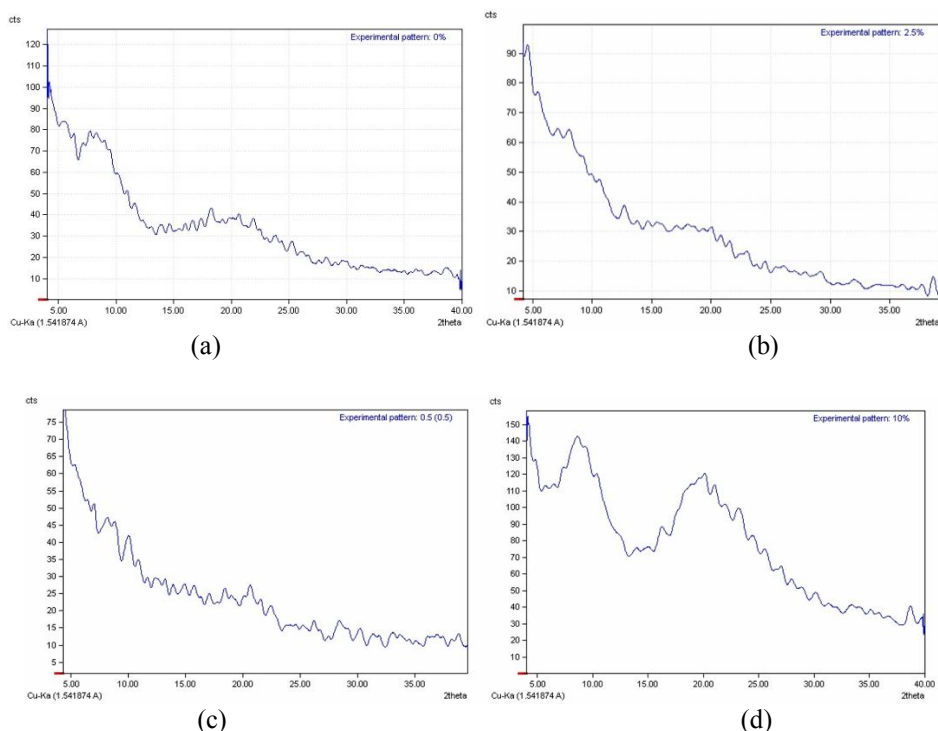 cts
Experimental pattern: 0%
120
110
100
90
80
70
60
50
40
30
20
10
5.00 10.00 15.00 20.00 25.00 30.00 35.00 40.00
Cu-Ka (1.541874 A) 2theta
(a)
cts
Experimental pattern: 2.5%
90
80
70
60
50
40
30
20
10
5.00 10.00 15.00 20.00 25.00 30.00 35.00
Cu-Ka (1.541874 A) 2theta
(b)
cts
Experimental pattern: 0.5 (0.5)
75
70
65
60
55
50
45
40
35
30
25
20
15
10
5
5.00 10.00 15.00 20.00 25.00 30.00 35.00
Cu-Ka (1.541874 A) 2theta
(c)
cts
Experimental pattern: 10%
150
140
130
120
110
100
90
80
70
60
50
40
30
20
10
5.00 10.00 15.00 20.00 25.00 30.00 35.00 40.00
Cu-Ka (1.541874 A) 2theta
(d)